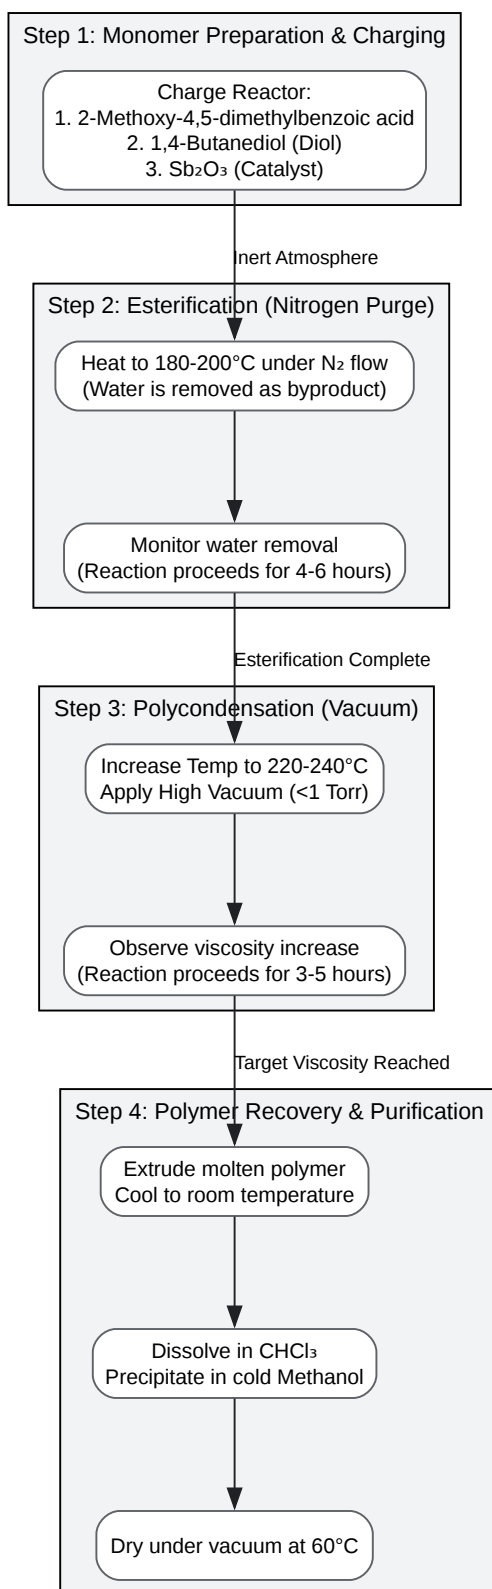 Step 1: Monomer Preparation & Charging
Charge Reactor:
1. 2-Methoxy-4,5-dimethylbenzoic acid
2. 1,4-Butanediol (Diol)
3. Sb₂O₃ (Catalyst)
Inert Atmosphere
Step 2: Esterification (Nitrogen Purge)
Heat to 180-200°C under N₂ flow
(Water is removed as byproduct)
Monitor water removal
(Reaction proceeds for 4-6 hours)
Esterification Complete
Step 3: Polycondensation (Vacuum)
Increase Temp to 220-240°C
Apply High Vacuum (<1 Torr)
Observe viscosity increase
(Reaction proceeds for 3-5 hours)
Target Viscosity Reached
Step 4: Polymer Recovery & Purification
Extrude molten polymer
Cool to room temperature
Dissolve in CHCl₃
Precipitate in cold Methanol
Dry under vacuum at 60°C